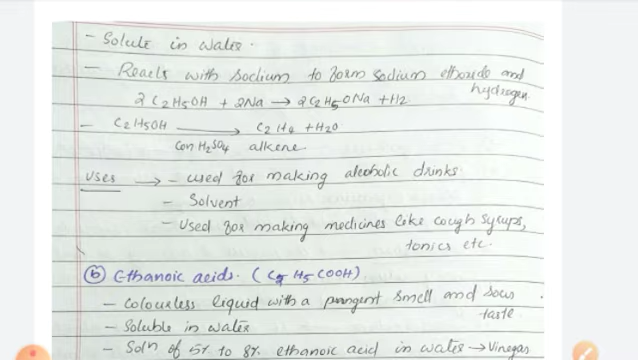 - Solute in water.
- Reacts with sodium to form sodium ethoxide and hydrogen.
2C2H5OH + 2Na → 2C2H5ONa + H2
- C2H5OH → C2H4 + H2O
Con H2SO4 alkene
Uses → - used for making alcoholic drinks
- Solvent
- Used for making medicines like cough syrups,
tonics etc.
(b) Ethanoic acids. (C2H5COOH)
- Colourless liquid with a pungent smell and sour
taste
- Soluble in water
- Soln of 5% to 8% ethanoic acid in water → Vinegar